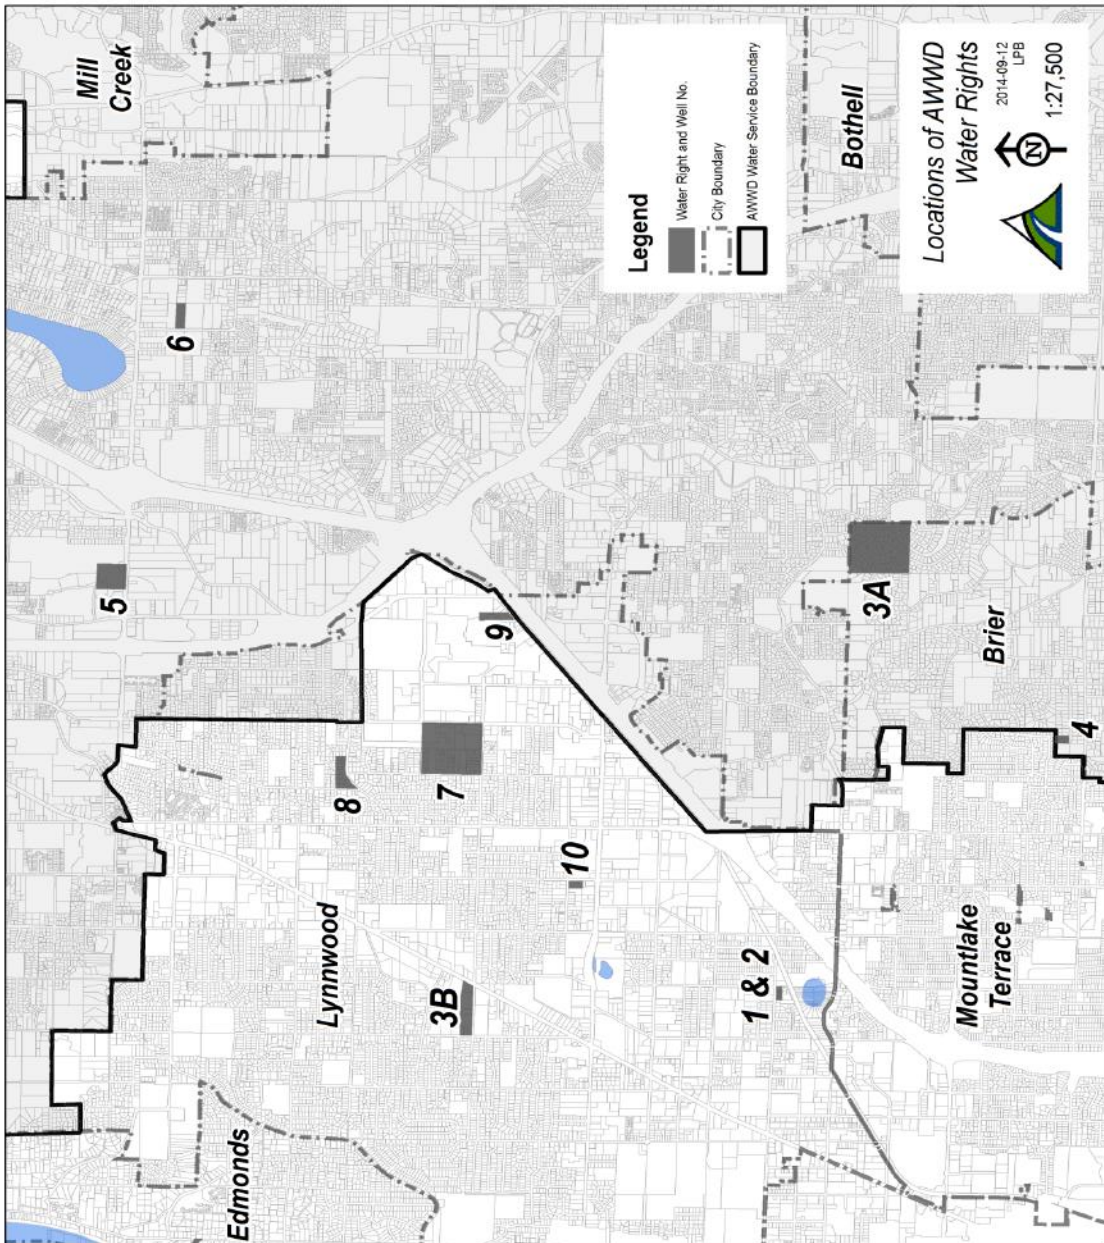 Mill
Creek
6
5
Legend
Water Right and Well No.
City Boundary
AWWD Water Service Boundary
Bothell
Locations of AWWD
Water Rights
2014-09-12
LPB
N
1:27,500
9
8
7
3A
Brier
4
10
Lynnwood
3B
1 & 2
Mountlake
Terrace
Edmonds